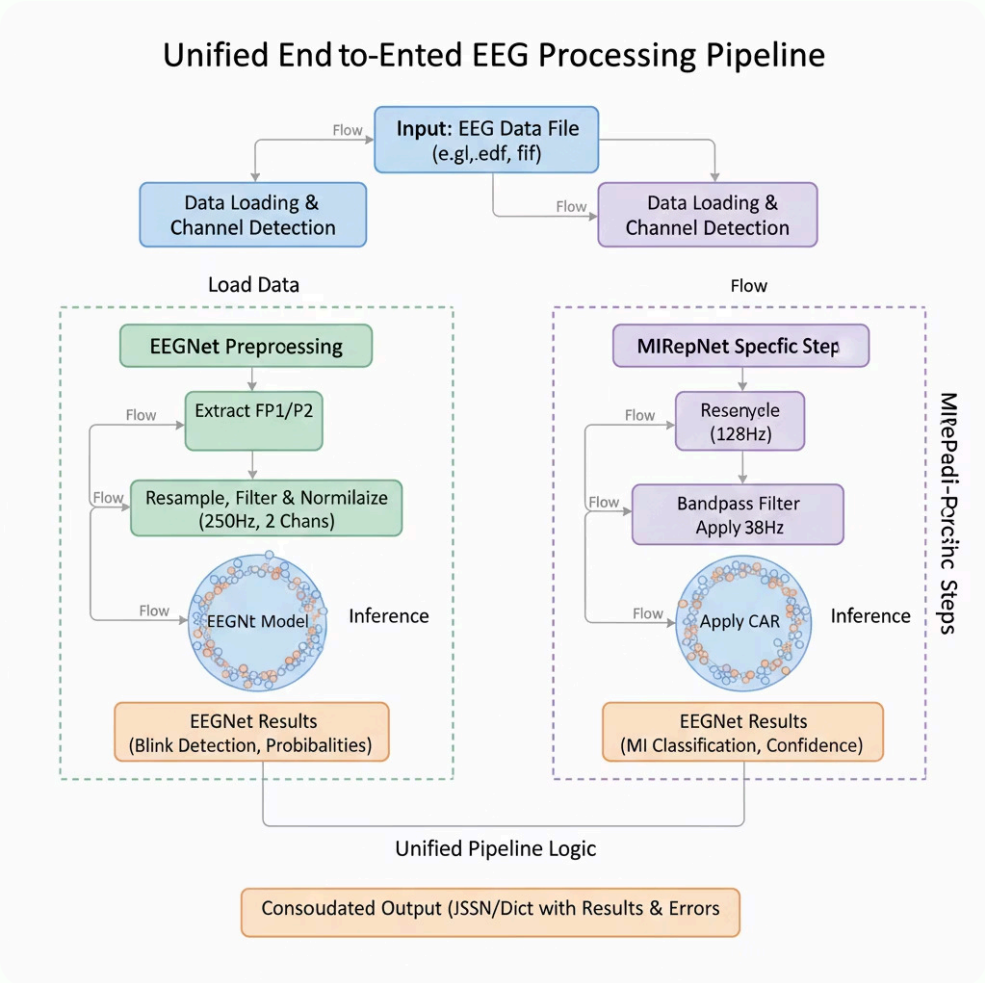 Unified End to-Ented EEG Processing Pipeline
Flow
Input: EEG Data File
(e.gl,.edf, fif)
Data Loading &
Channel Detection
Flow
Data Loading &
Channel Detection
Load Data
EEGNet Preproessing
Extract FP1/P2
Flow
Flow
Resample, Filter & Normilaize
(250Hz, 2 Chans)
Flow
EEGNt Model
Inference
EEGNet Results
(Blink Detection, Probibalities)
Flow
MIRepNet Specfic Step
Flow
Resenycle
(128Hz)
Flow
Bandpass Filter
Apply 38Hz
Flow
Apply CAR
Inference
EEGNet Results
(MI Classification, Confidence)
Steps
Unified Pipeline Logic
Consoudated Output (JSSN/Dict with Results & Errors